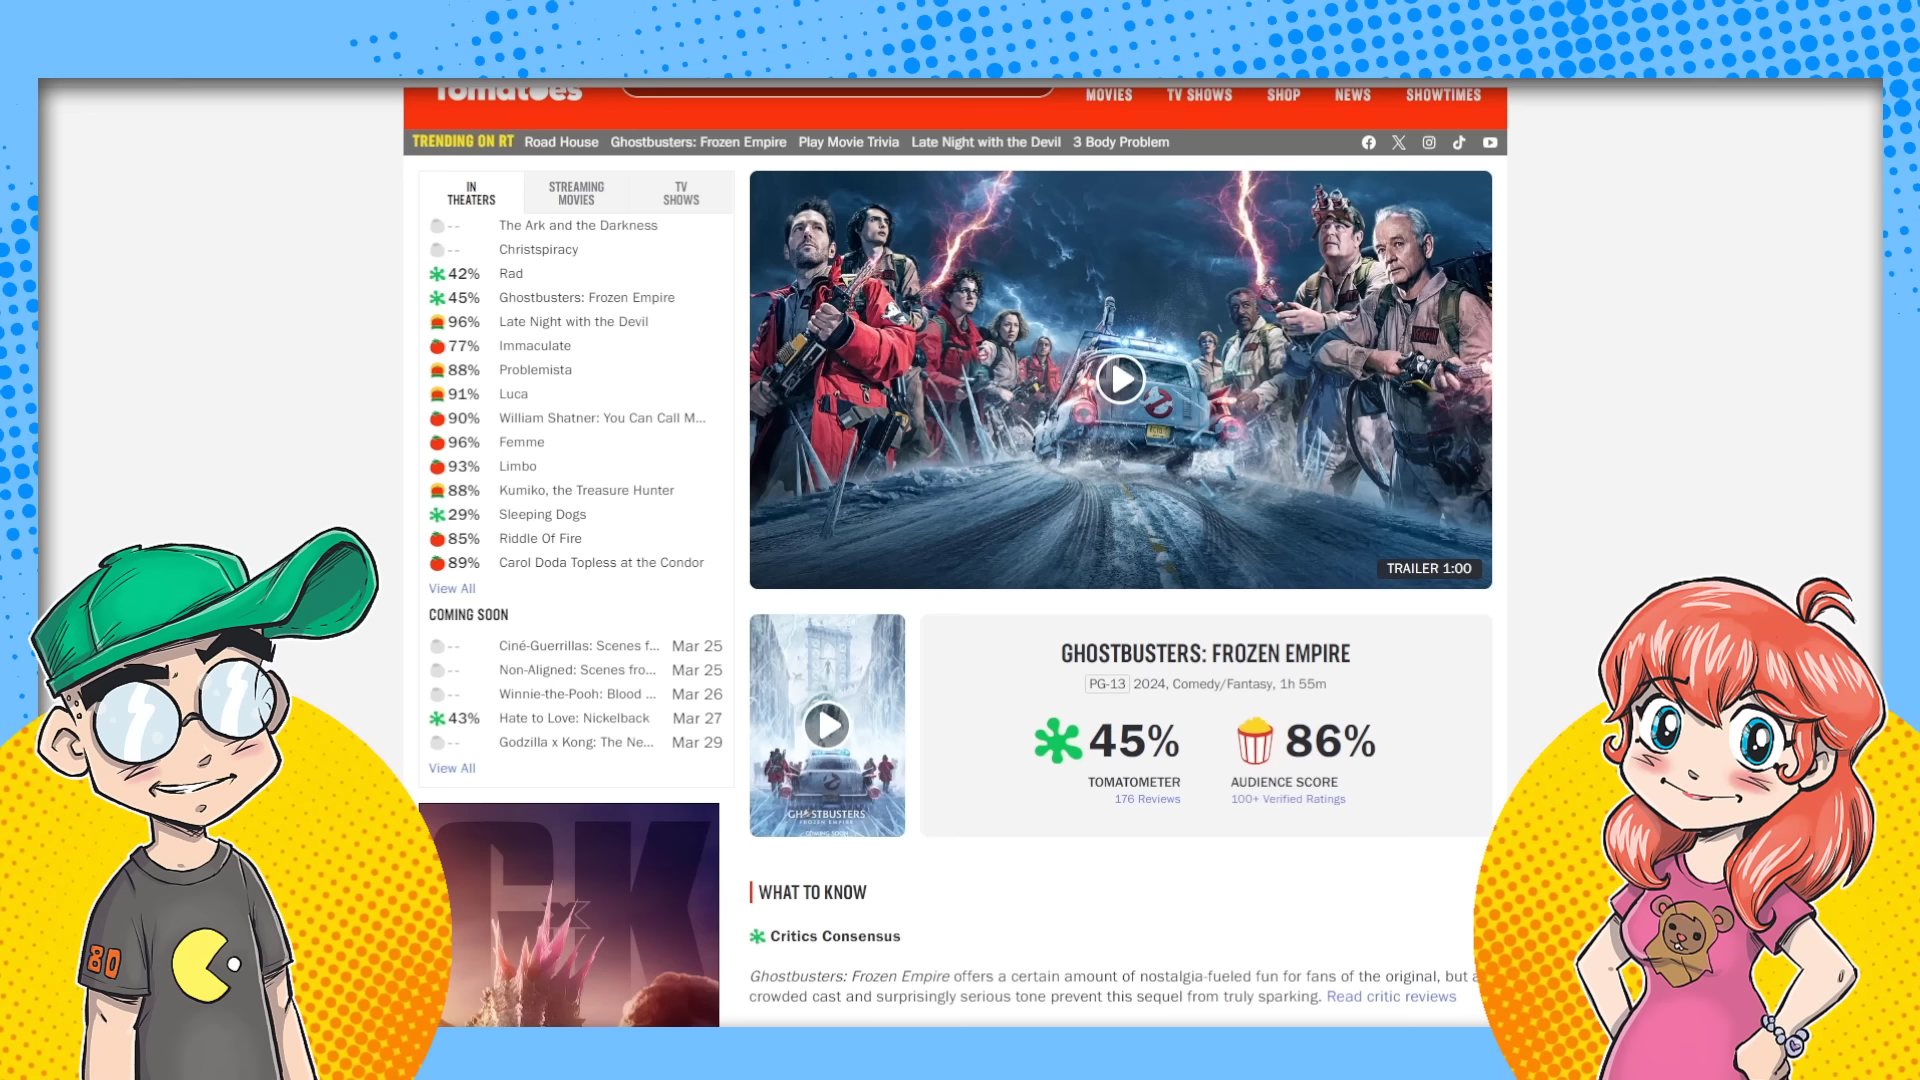 Tomatoes
MOVIES TV SHOWS SHOP NEWS SHOWTIMES
TRENDING ON RT Road House Ghostbusters: Frozen Empire Play Movie Trivia Late Night with the Devil 3 Body Problem
IN THEATERS
STREAMING MOVIES
TV SHOWS
-- The Ark and the Darkness
-- Christspiracy
42% Rad
45% Ghostbusters: Frozen Empire
96% Late Night with the Devil
77% Immaculate
88% Problemista
91% Luca
90% William Shatner: You Can Call M...
96% Femme
93% Limbo
88% Kumiko, the Treasure Hunter
29% Sleeping Dogs
85% Riddle Of Fire
89% Carol Doda Topless at the Condor
View All
COMING SOON
-- Ciné-Guerrillas: Scenes f... Mar 25
-- Non-Aligned: Scenes fro... Mar 25
-- Winnie-the-Pooh: Blood ... Mar 26
43% Hate to Love: Nickelback Mar 27
-- Godzilla x Kong: The Ne... Mar 29
View All
GK
X
TRAILER 1:00
GHOSTBUSTERS
FROZEN EMPIRE
COMING SOON
GHOSTBUSTERS: FROZEN EMPIRE
PG-13 2024, Comedy/Fantasy, 1h 55m
45% 86%
TOMATOMETER AUDIENCE SCORE
176 Reviews 100+ Verified Ratings
WHAT TO KNOW
Critics Consensus
Ghostbusters: Frozen Empire offers a certain amount of nostalgia-fueled fun for fans of the original, but a
crowded cast and surprisingly serious tone prevent this sequel from truly sparking. Read critic reviews
80